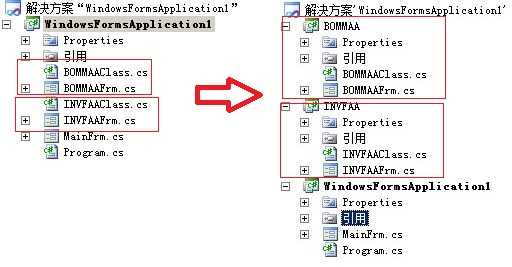 解决方案“WindowsFormsApplication1”
WindowsFormsApplication1
Properties
引用
BOMMAAClass.cs
BOMMAAFrm.cs
INVFAAClass.cs
INVFAAFrm.cs
MainFrm.cs
Program.cs
解决方案'WindowsFormsApplication1'
BOMMAA
Properties
引用
BOMMAAClass.cs
BOMMAAFrm.cs
INVFAA
Properties
引用
INVFAAClass.cs
INVFAAFrm.cs
WindowsFormsApplication1
Properties
引用
MainFrm.cs
Program.cs